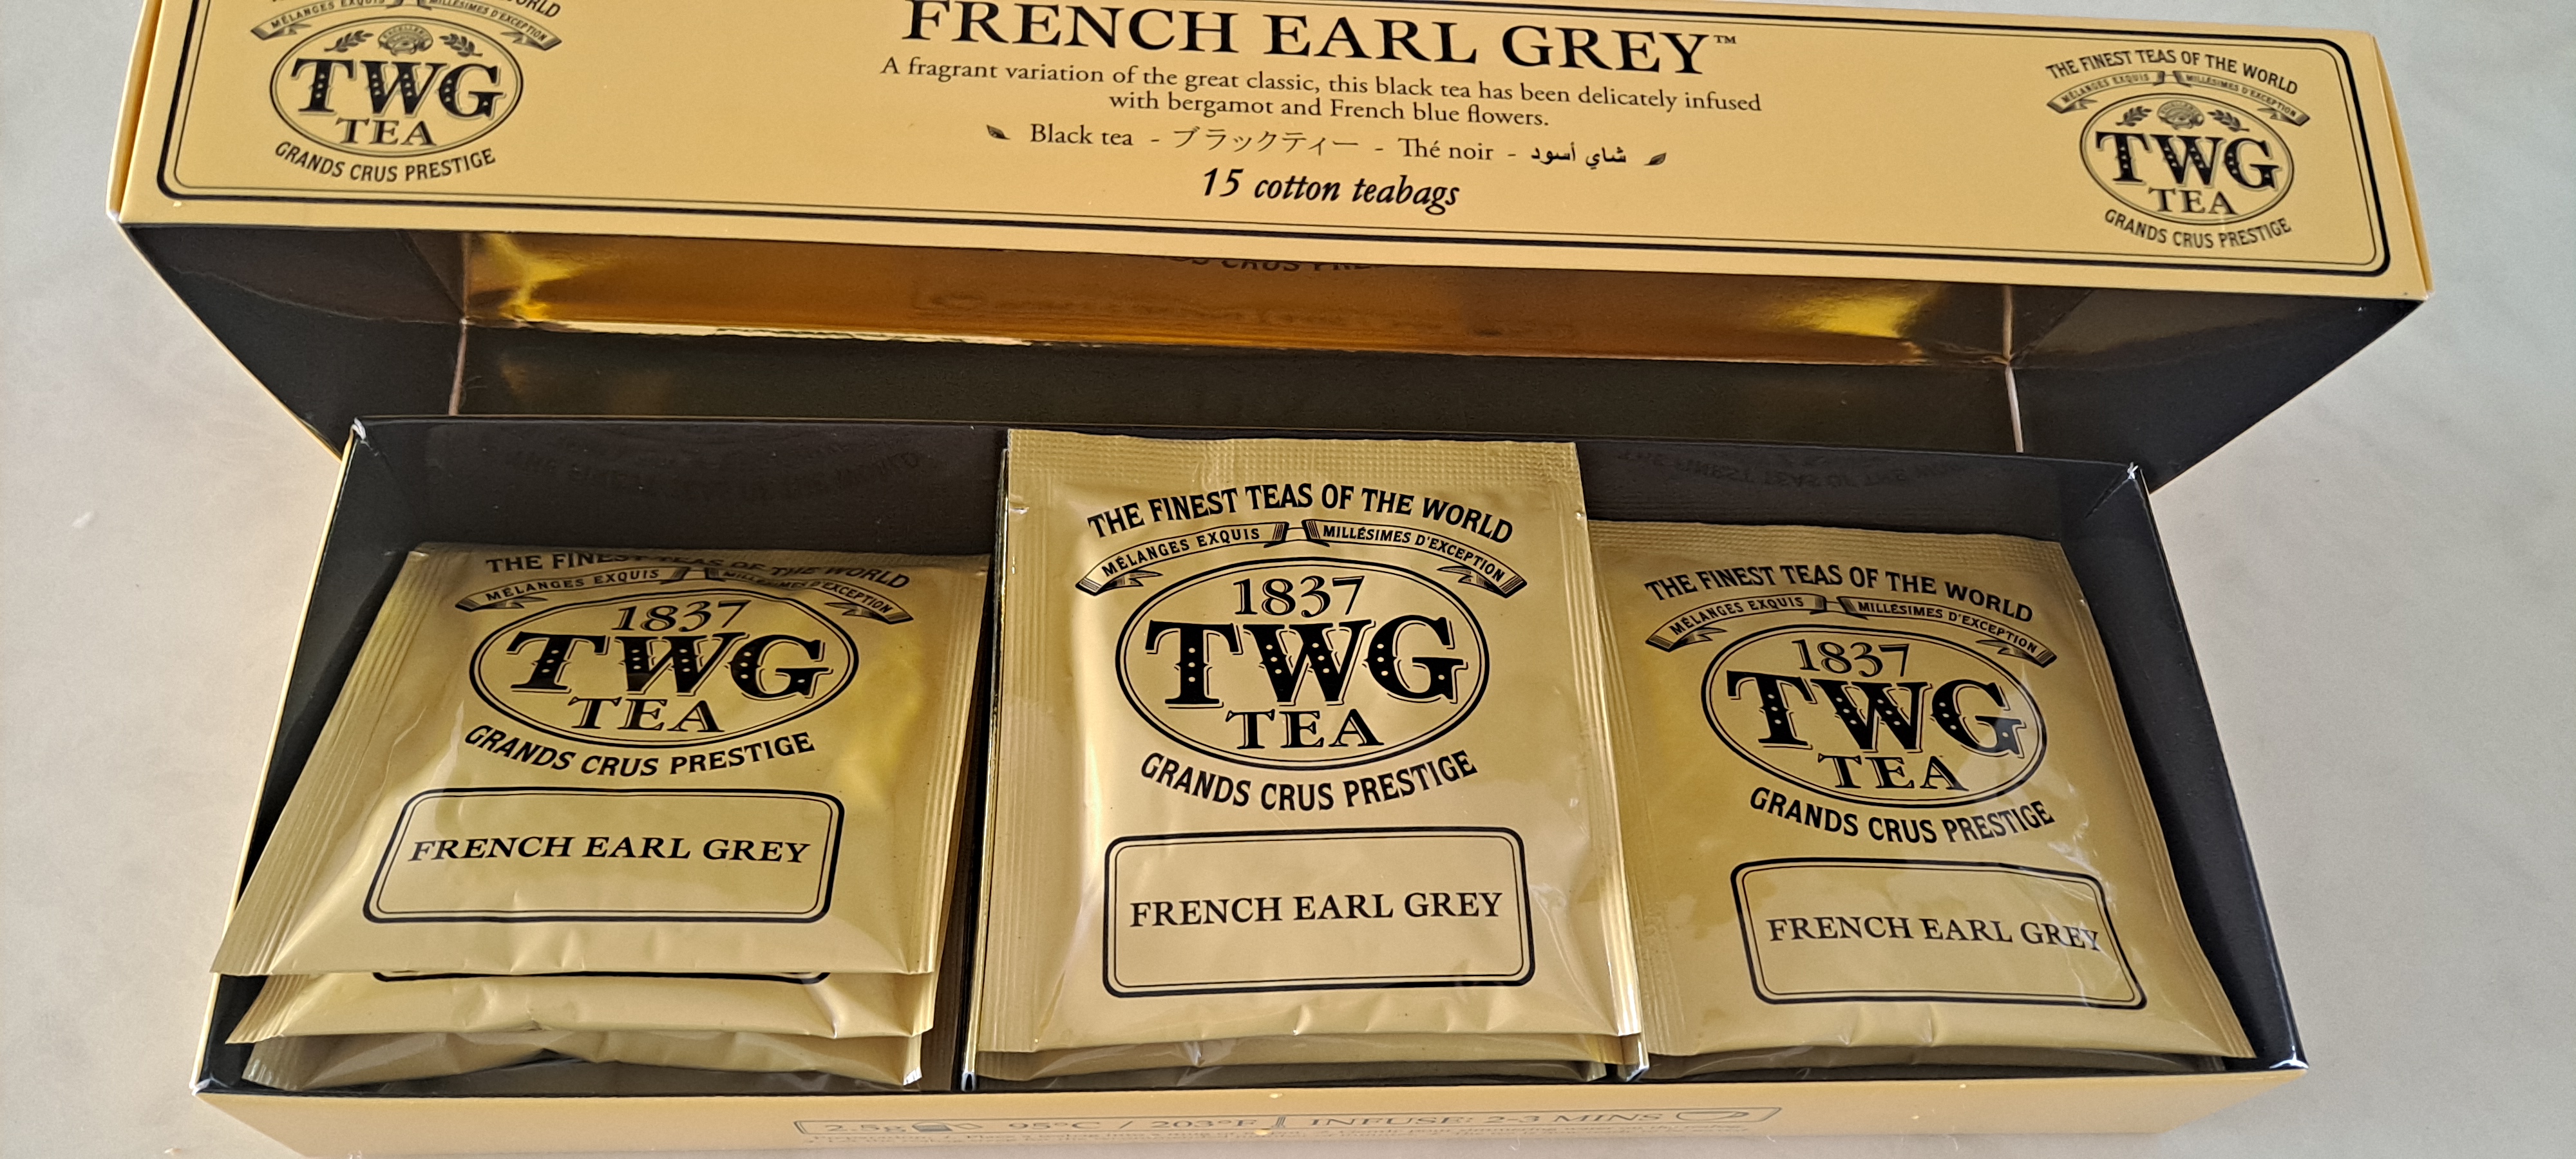 MÉLANGES EXQUIS MILLÉSIMES D'EXCEPTION
TWG
TEA
GRANDS CRUS PRESTIGE
FRENCH EARL GREY™
A fragrant variation of the great classic, this black tea has been delicately infused
with bergamot and French blue flowers.
Black tea - ブラックティー - Thé noir - شاي أسود
15 cotton teabags
THE FINEST TEAS OF THE WORLD
MÉLANGES EXQUIS MILLÉSIMES D'EXCEPTION
TWG
TEA
GRANDS CRUS PRESTIGE
THE FINEST TEAS OF THE WORLD
MÉLANGES EXQUIS MILLÉSIMES D'EXCEPTION
1837
TWG
TEA
GRANDS CRUS PRESTIGE
FRENCH EARL GREY
THE FINEST TEAS OF THE WORLD
MÉLANGES EXQUIS MILLÉSIMES D'EXCEPTION
1837
TWG
TEA
GRANDS CRUS PRESTIGE
FRENCH EARL GREY
THE FINEST TEAS OF THE WORLD
MÉLANGES EXQUIS MILLÉSIMES D'EXCEPTION
1837
TWG
TEA
GRANDS CRUS PRESTIGE
FRENCH EARL GREY
2.5g 95°C / 203°F INFUSE: 2-3 MINS